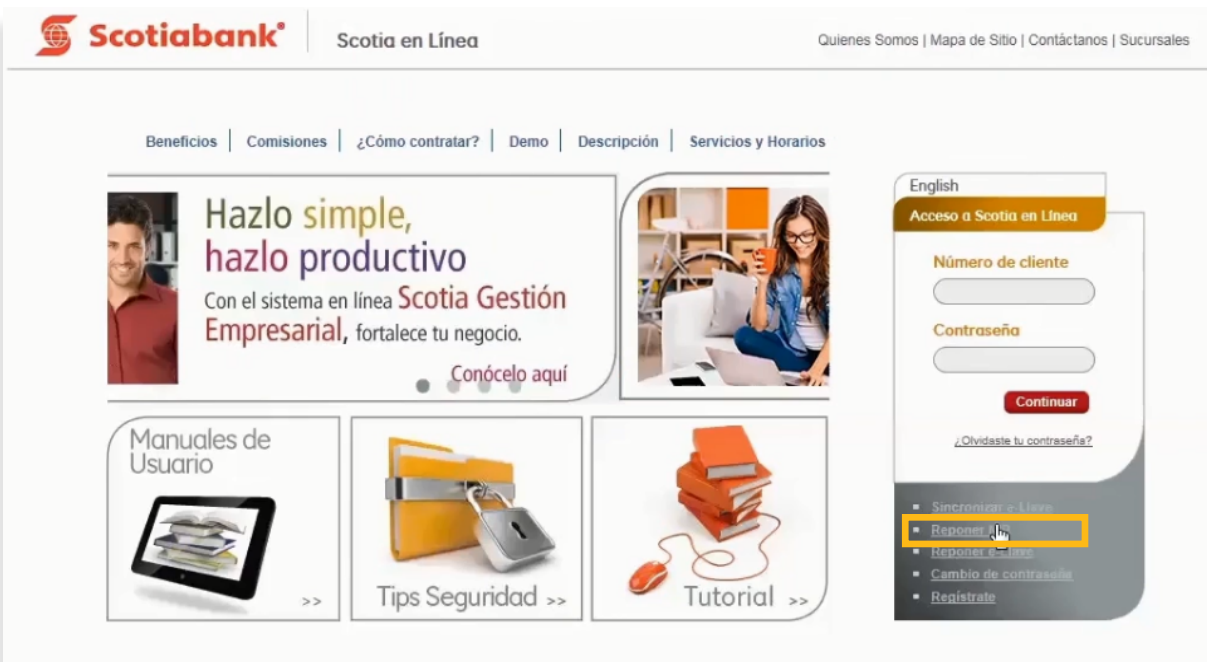 Scotiabank®
Scotia en Línea
Quienes Somos | Mapa de Sitio | Contáctanos | Sucursales
Beneficios | Comisiones | ¿Cómo contratar? | Demo | Descripción | Servicios y Horarios
Hazlo simple,
hazlo productivo
Con el sistema en línea Scotia Gestión
Empresarial, fortalece tu negocio.
Conócelo aquí
English
Acceso a Scotia en Línea
Número de cliente
Contraseña
Continuar
¿Olvidaste tu contraseña?
Manuales de
Usuario
>>
Tips Seguridad >>
Tutorial >>
Sincronizar e-Llave
Reponer
Reponer e-Llave
Cambio de contraseña
Regístrate